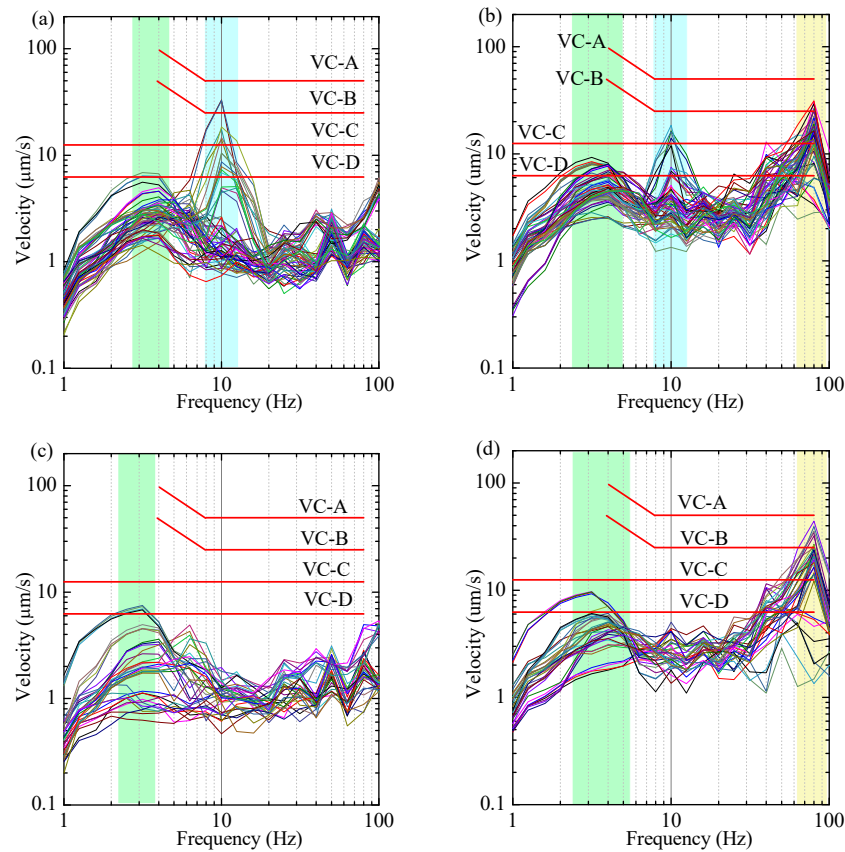 (a)
100
10
1
0.1
Velocity (μm/s)
VC-A
VC-B
VC-C
VC-D
1
10
100
Frequency (Hz)
(b)
100
10
1
0.1
Velocity (μm/s)
VC-A
VC-B
VC-C
VC-D
1
10
100
Frequency (Hz)
(c)
100
10
1
0.1
Velocity (μm/s)
VC-A
VC-B
VC-C
VC-D
1
10
100
Frequency (Hz)
(d)
100
10
1
0.1
Velocity (μm/s)
VC-A
VC-B
VC-C
VC-D
1
10
100
Frequency (Hz)